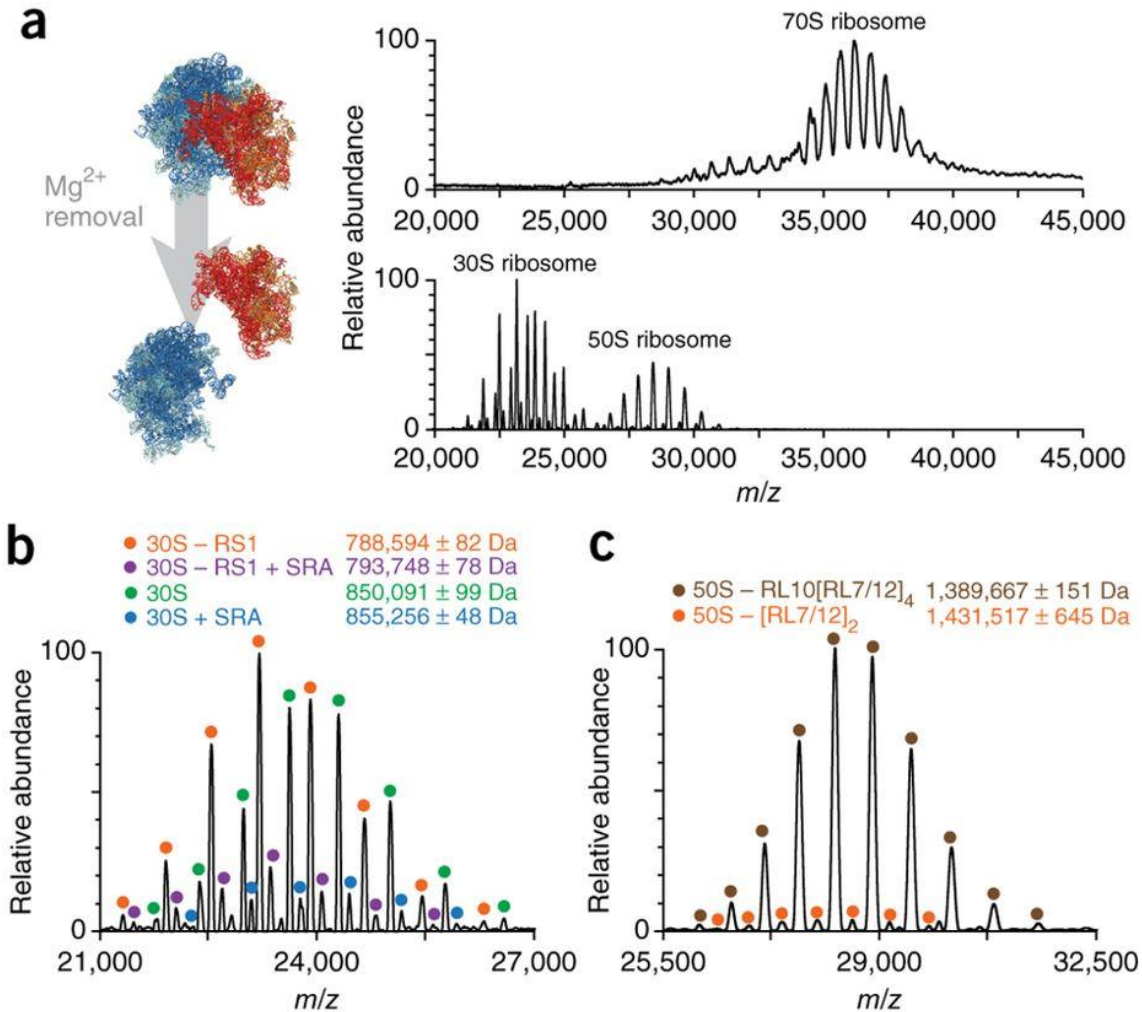 a
70S ribosome
100
0
20,000 25,000 30,000 35,000 40,000 45,000
Mg2+
removal
Relative abundance
30S ribosome
100
50S ribosome
0
20,000 25,000 30,000 35,000 40,000 45,000
m/z
b
30S – RS1 788,594 ± 82 Da
30S – RS1 + SRA 793,748 ± 78 Da
30S 850,091 ± 99 Da
30S + SRA 855,256 ± 48 Da
100
Relative abundance
0
21,000 24,000 27,000
m/z
c
50S – RL10[RL7/12]4 1,389,667 ± 151 Da
50S – [RL7/12]2 1,431,517 ± 645 Da
100
Relative abundance
0
25,500 29,000 32,500
m/z